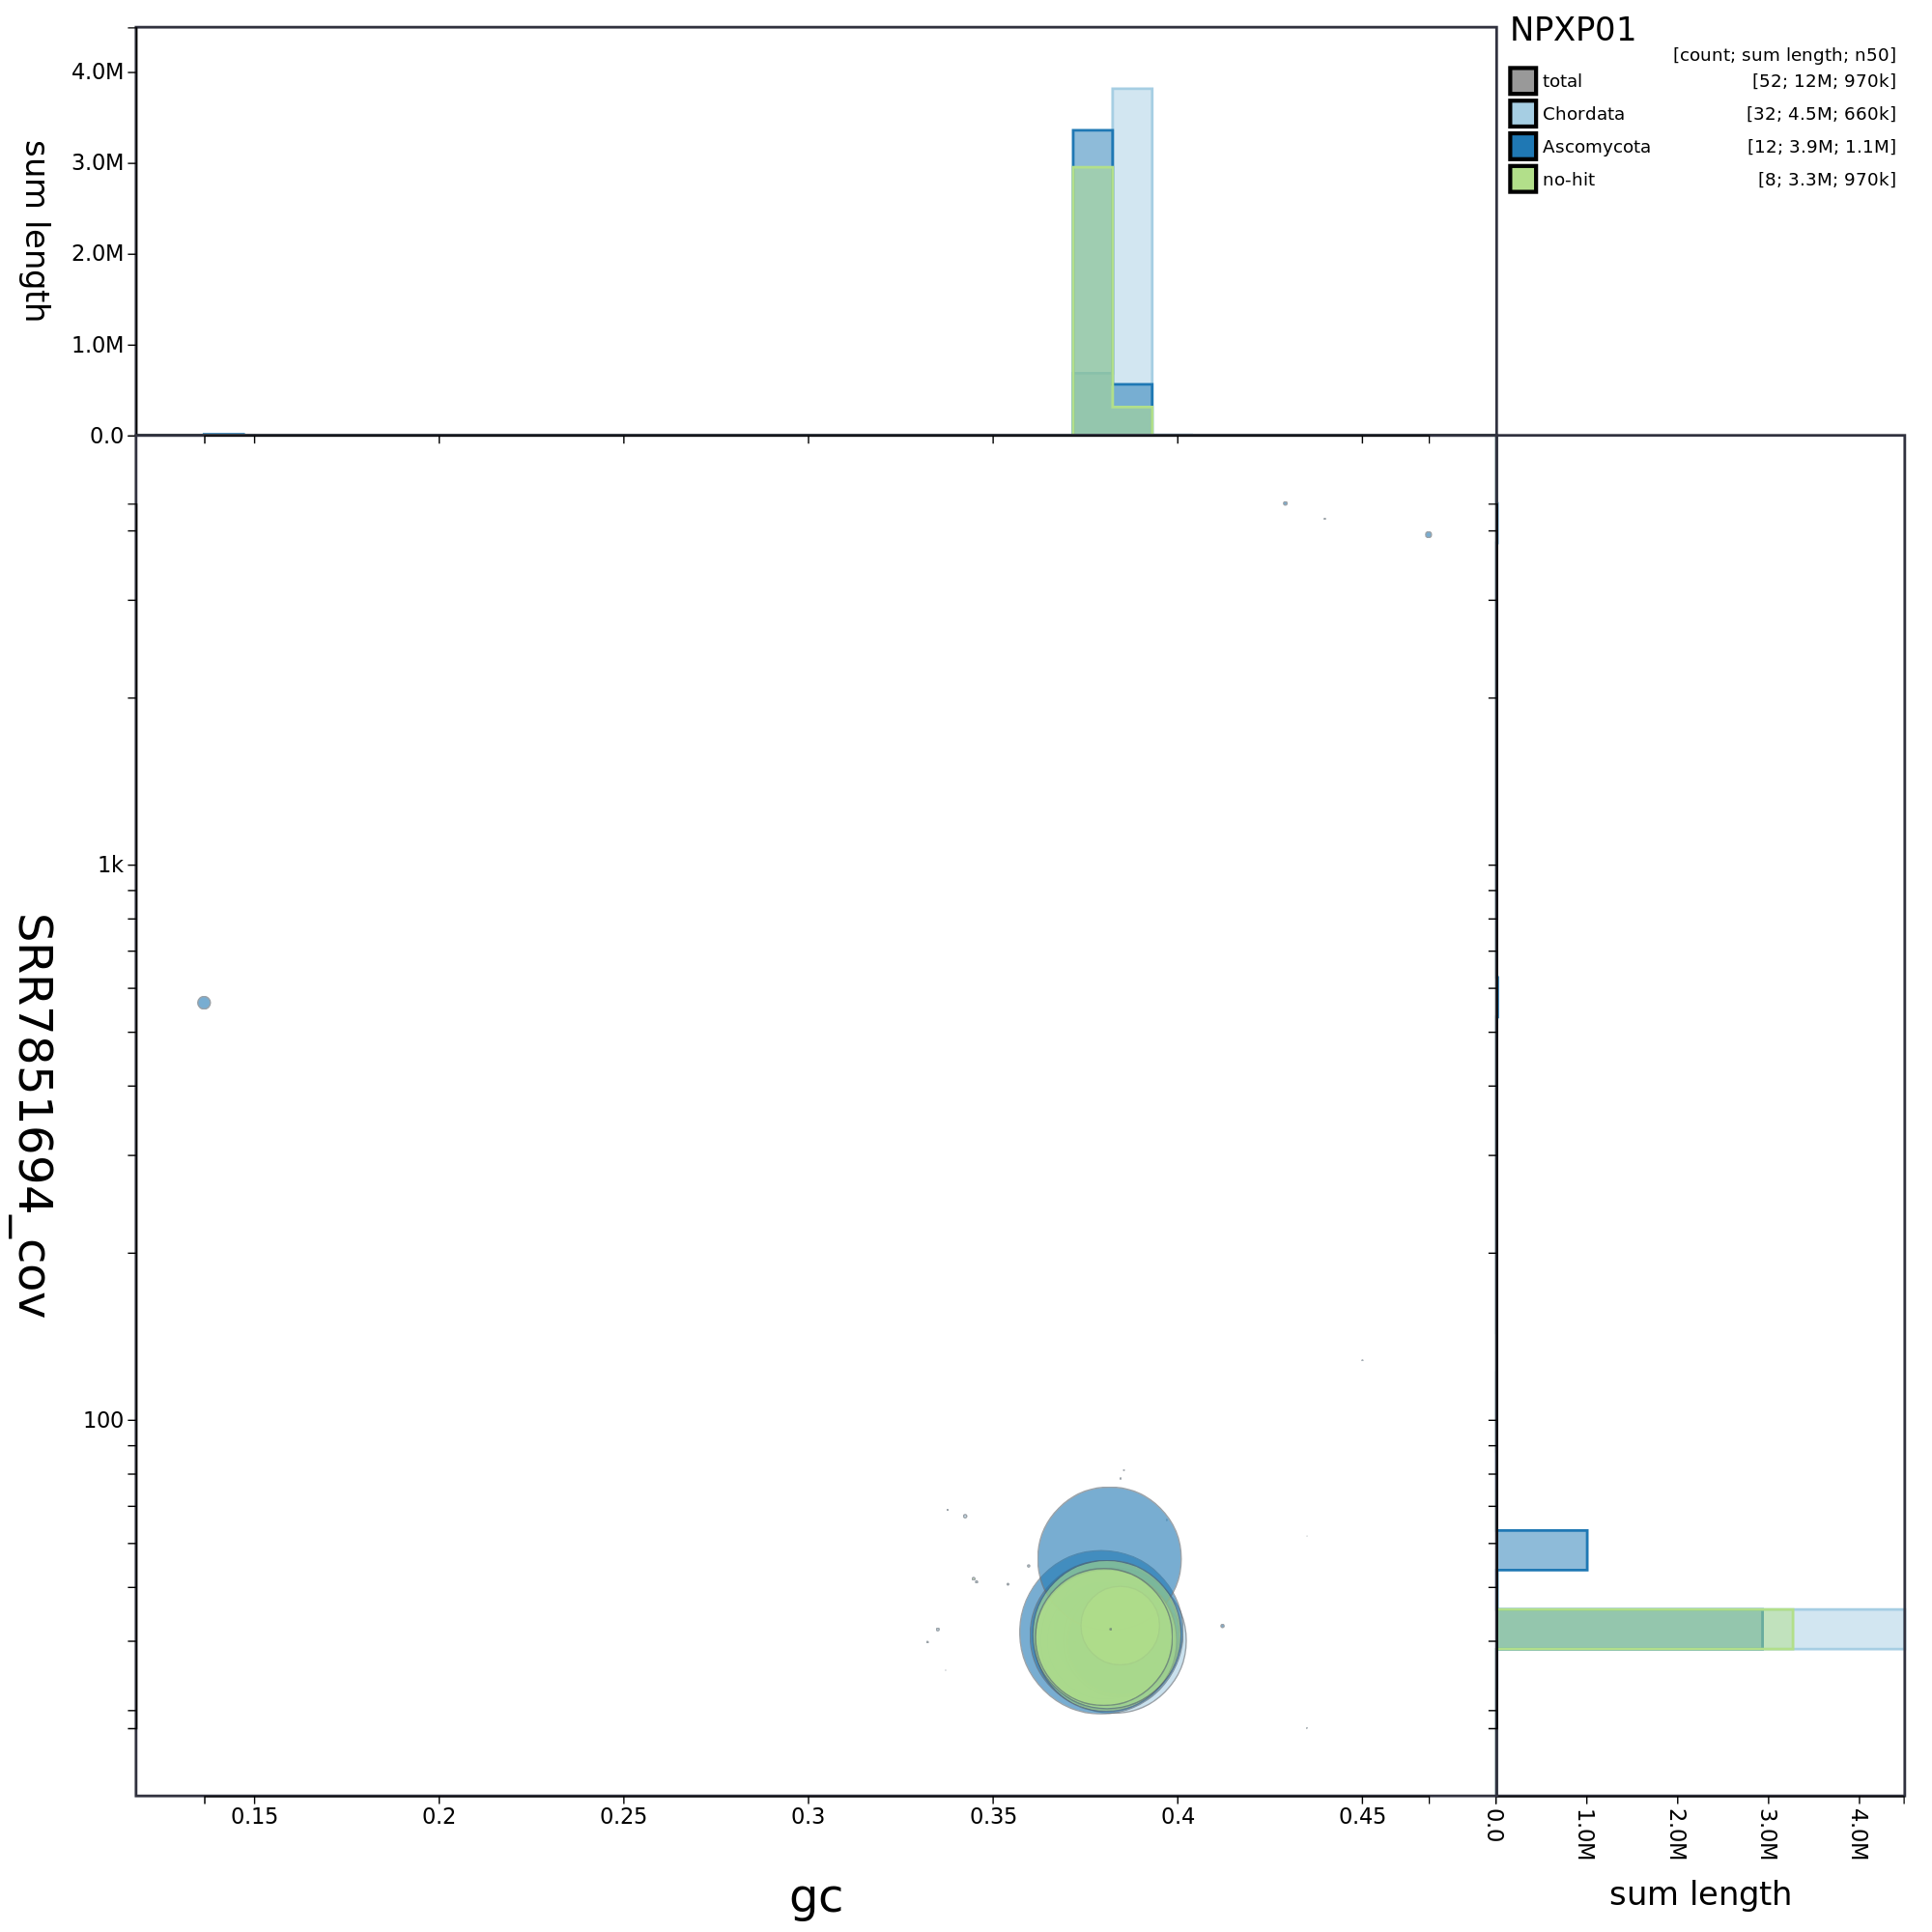 NPXP01
[count; sum length; n50]
total [52; 12M; 970k]
Chordata [32; 4.5M; 660k]
Ascomycota [12; 3.9M; 1.1M]
no-hit [8; 3.3M; 970k]
sum length
4.0M
3.0M
2.0M
1.0M
0.0
SRR7851694_cov
1k
100
0.15 0.2 0.25 0.3 0.35 0.4 0.45
gc
0.0 1.0M 2.0M 3.0M 4.0M
sum length